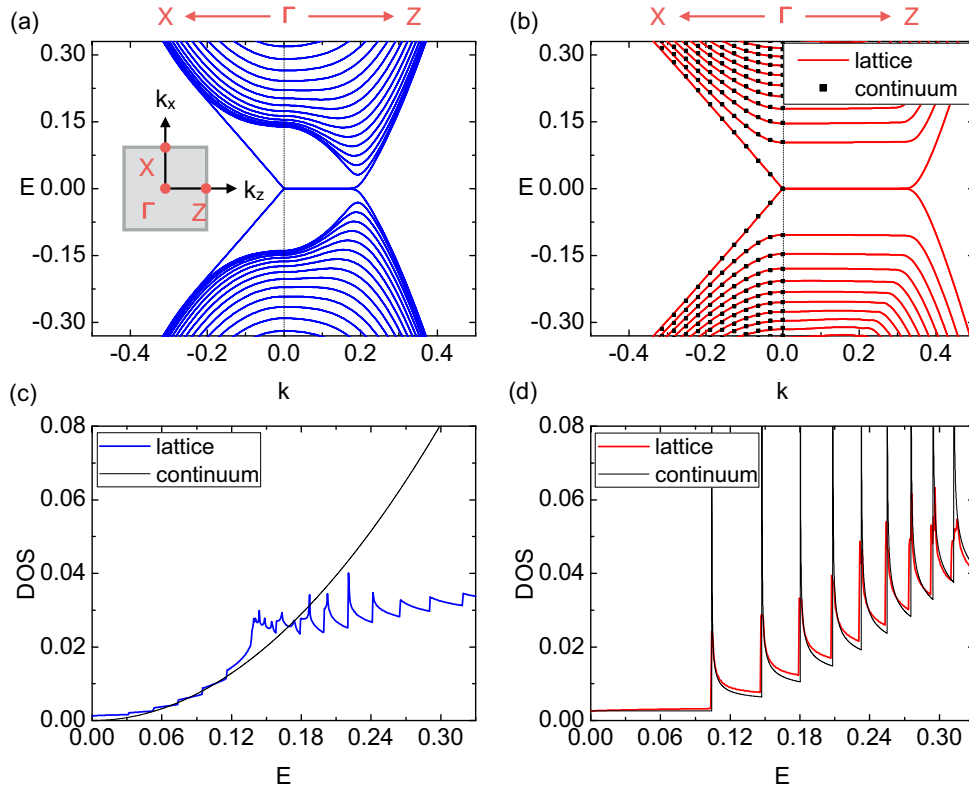 (a)
X Γ Z
0.30
0.15
E 0.00
-0.15
-0.30
kx
X
Γ
Z
kz
-0.4 -0.2 0.0 0.2 0.4
k
(b)
X Γ Z
lattice
continuum
0.30
0.15
E 0.00
-0.15
-0.30
-0.4 -0.2 0.0 0.2 0.4
k
(c)
lattice
continuum
0.08
0.06
0.04
0.02
0.00
DOS
0.00 0.06 0.12 0.18 0.24 0.30
E
(d)
lattice
continuum
0.08
0.06
0.04
0.02
0.00
DOS
0.00 0.06 0.12 0.18 0.24 0.30
E